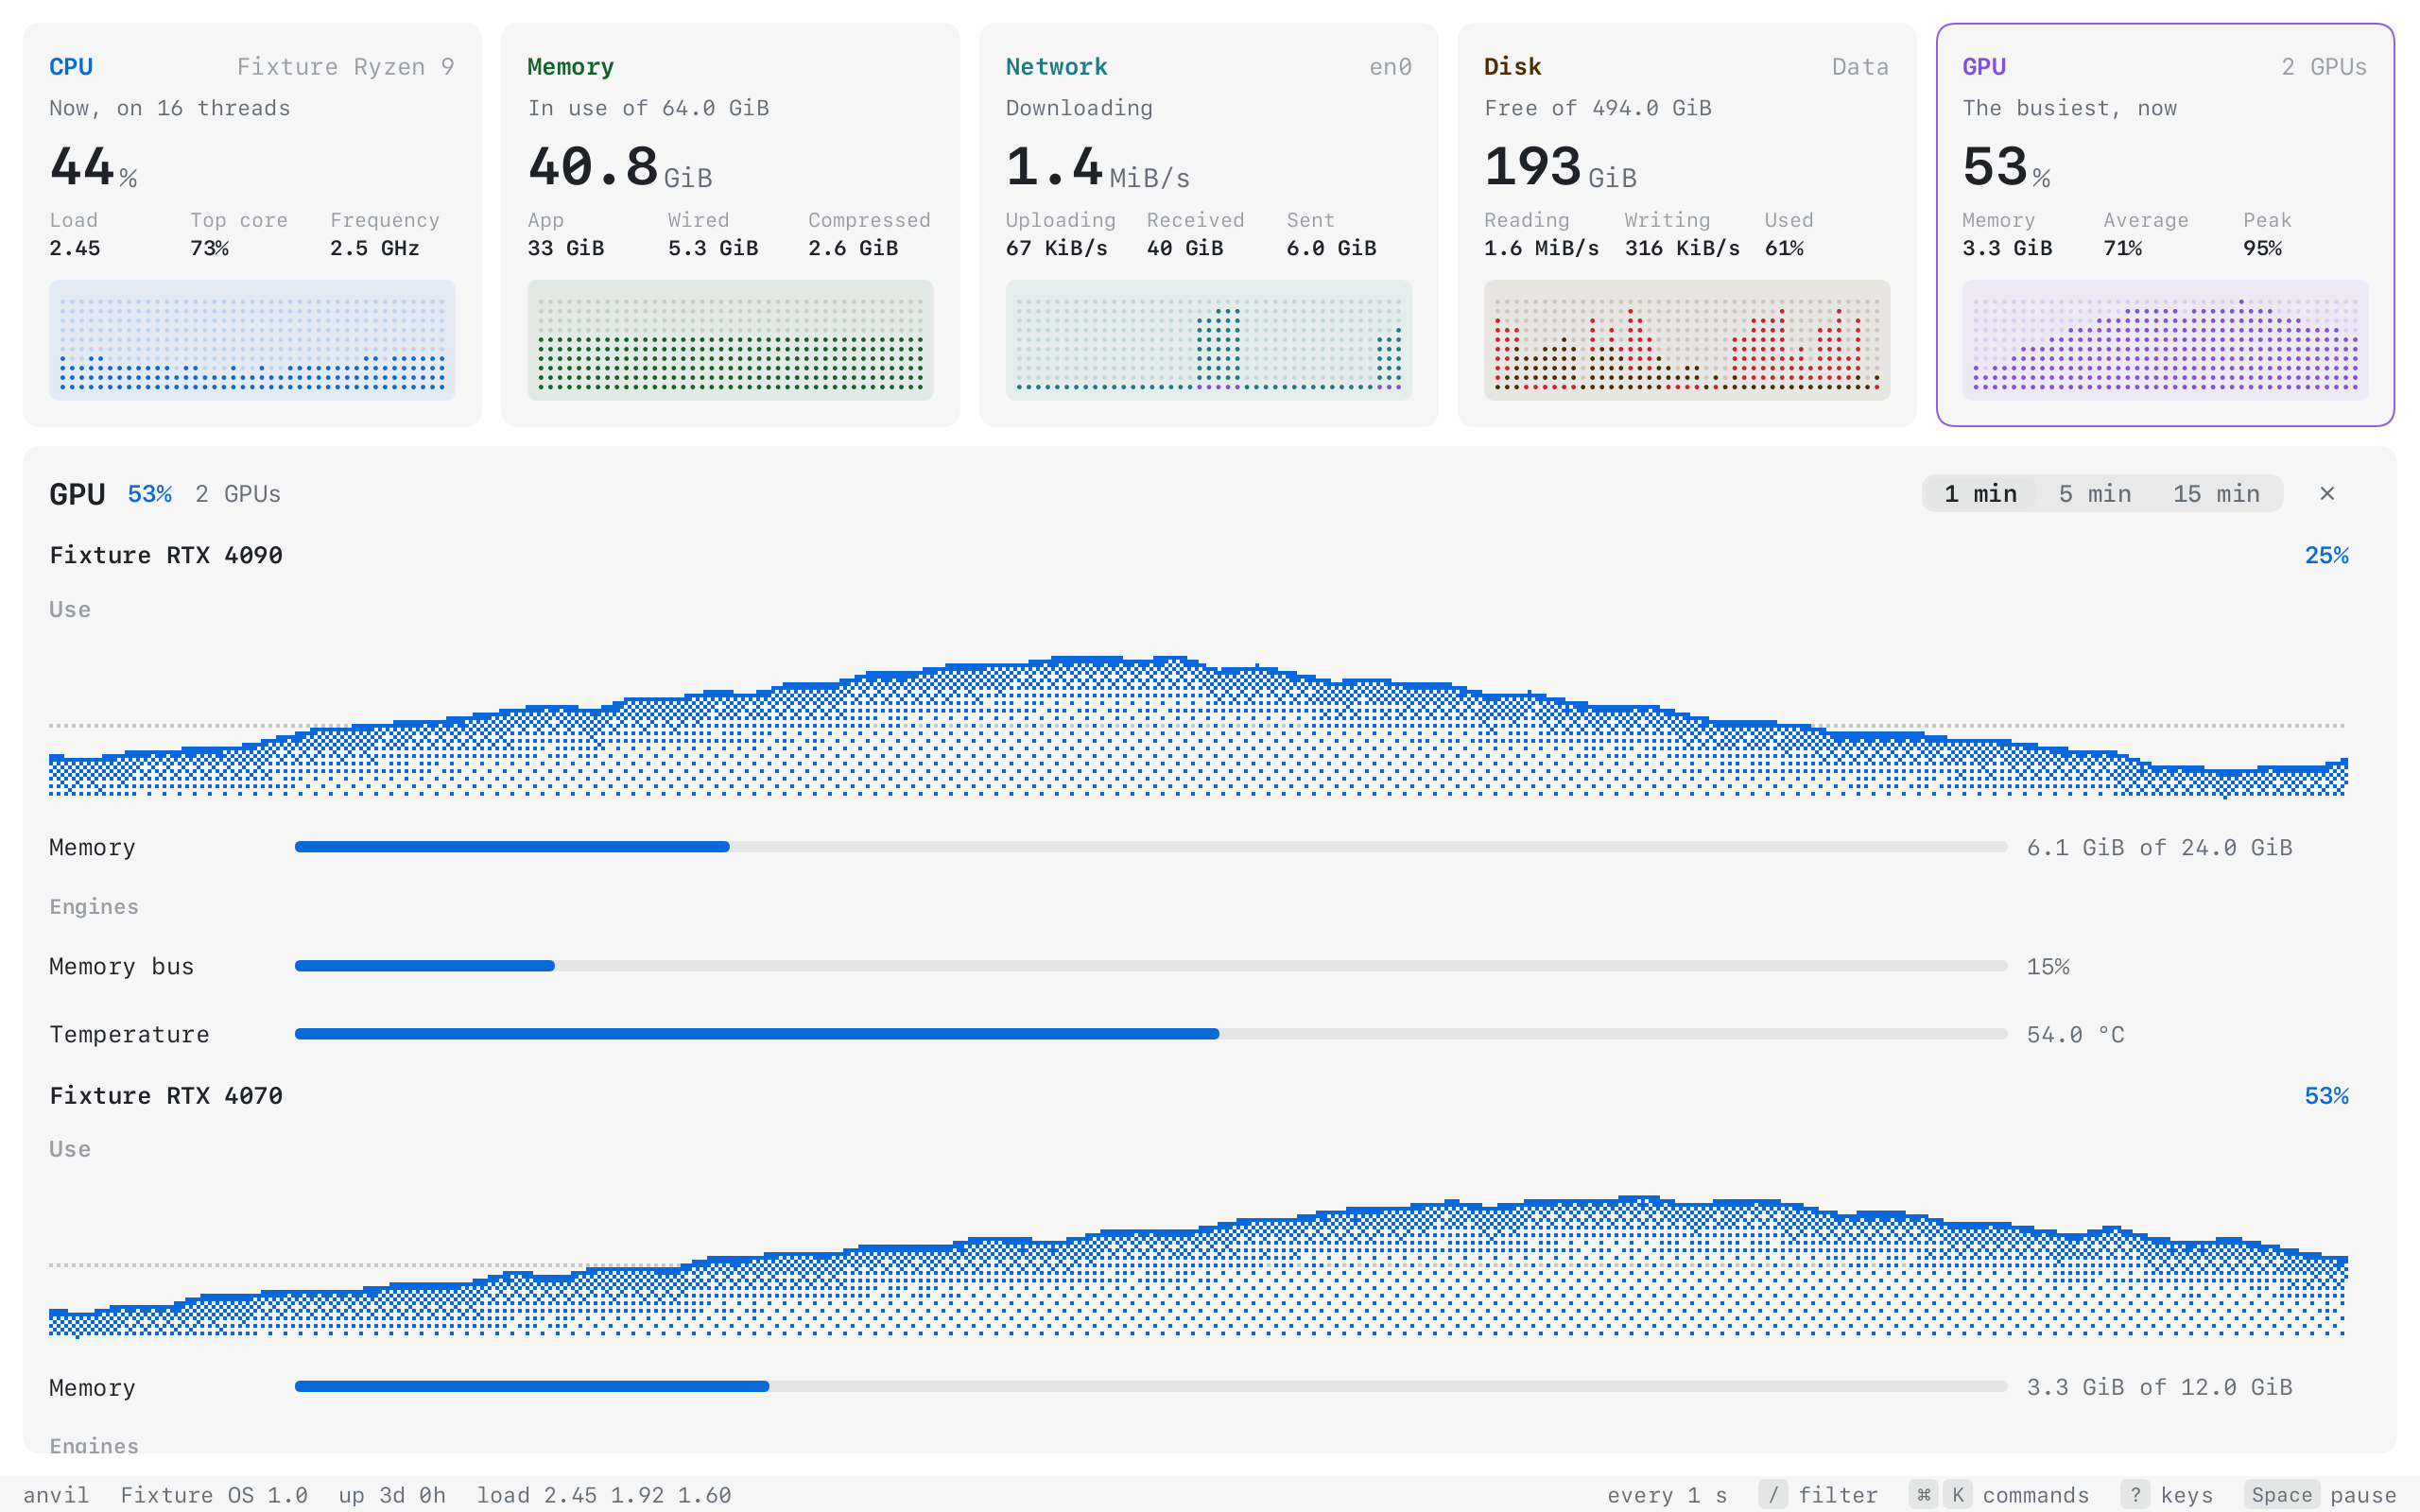 CPU Fixture Ryzen 9
Now, on 16 threads
44%
Load Top core Frequency
2.45 73% 2.5 GHz
Memory
In use of 64.0 GiB
40.8 GiB
App Wired Compressed
33 GiB 5.3 GiB 2.6 GiB
Network en0
Downloading
1.4 MiB/s
Uploading Received Sent
67 KiB/s 40 GiB 6.0 GiB
Disk Data
Free of 494.0 GiB
193 GiB
Reading Writing Used
1.6 MiB/s 316 KiB/s 61%
GPU 2 GPUs
The busiest, now
53%
Memory Average Peak
3.3 GiB 71% 95%
GPU 53% 2 GPUs 1 min 5 min 15 min ×
Fixture RTX 4090 25%
Use
Memory 6.1 GiB of 24.0 GiB
Engines
Memory bus 15%
Temperature 54.0 °C
Fixture RTX 4070 53%
Use
Memory 3.3 GiB of 12.0 GiB
Engines
anvil Fixture OS 1.0 up 3d 0h load 2.45 1.92 1.60 every 1 s / filter ⌘ K commands ? keys Space pause